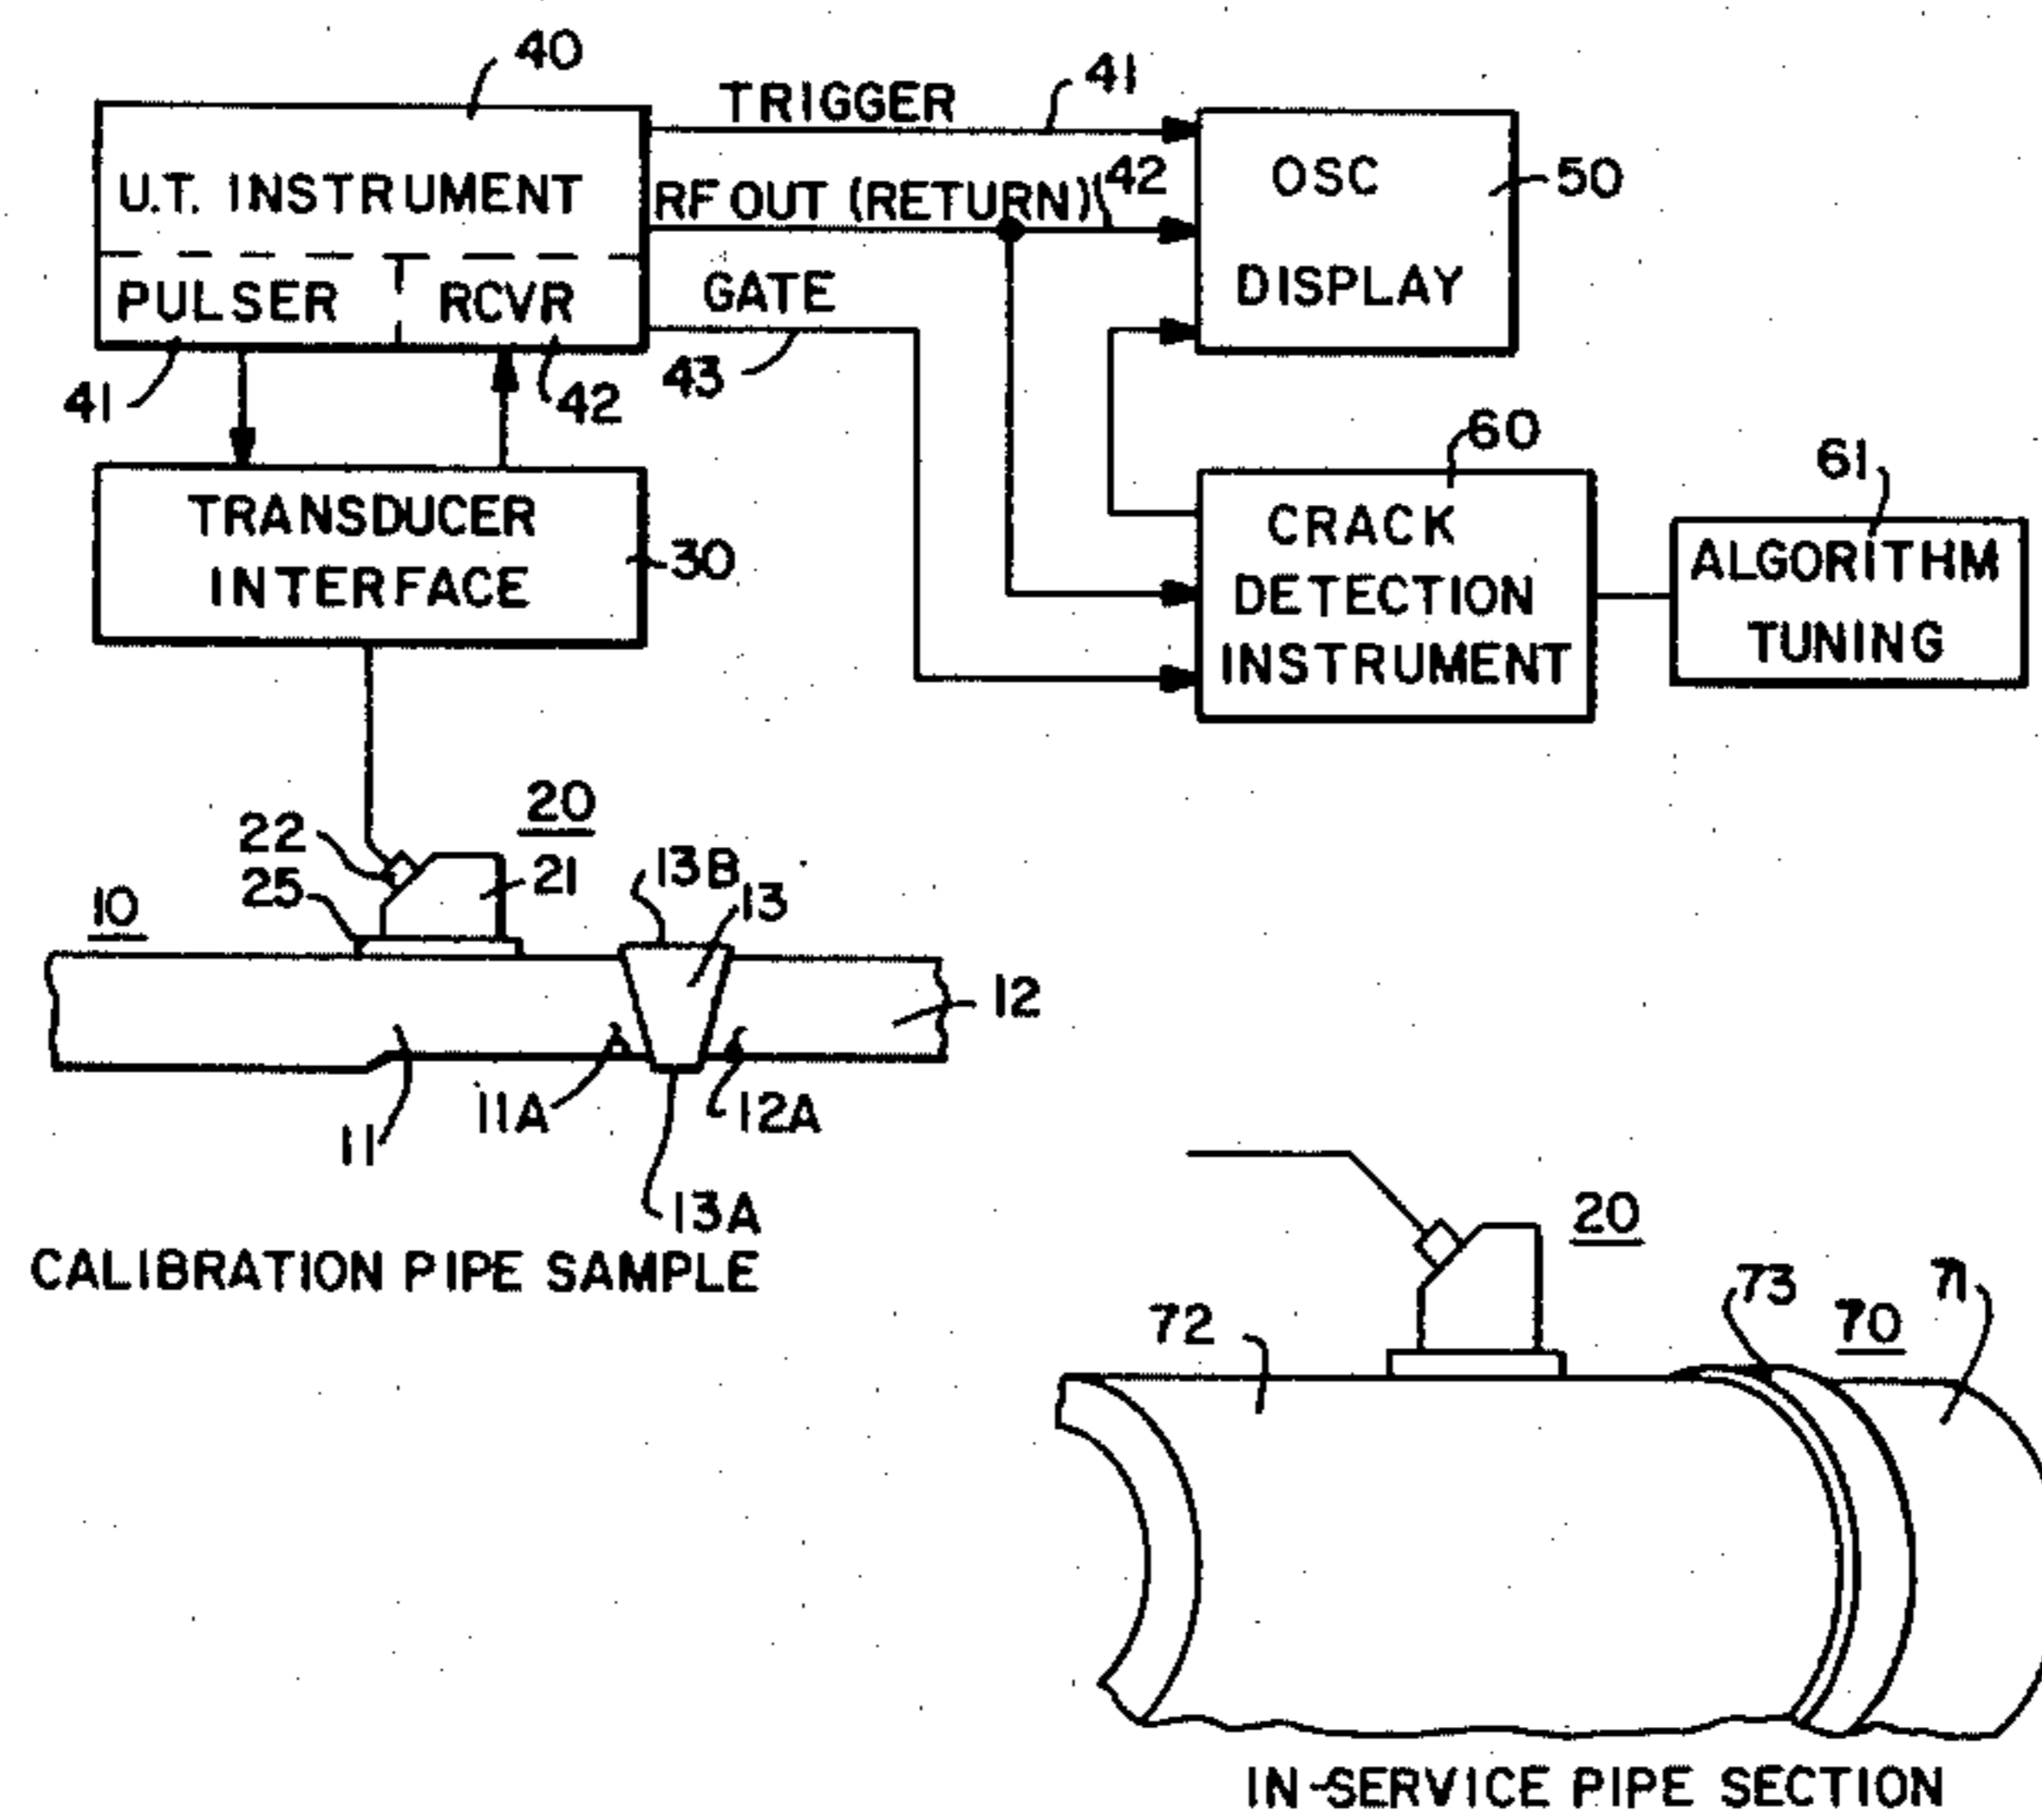 40
TRIGGER
41
U.T. INSTRUMENT
RF OUT (RETURN)
42
OSC
DISPLAY
50
PULSER
RCVR
GATE
41
42
43
TRANSDUCER
INTERFACE
30
60
CRACK
DETECTION
INSTRUMENT
61
ALGORITHM
TUNING
20
22
21
25
10
13B
13
12
11
11A
12A
13A
CALIBRATION PIPE SAMPLE
20
72
73
70
71
IN-SERVICE PIPE SECTION